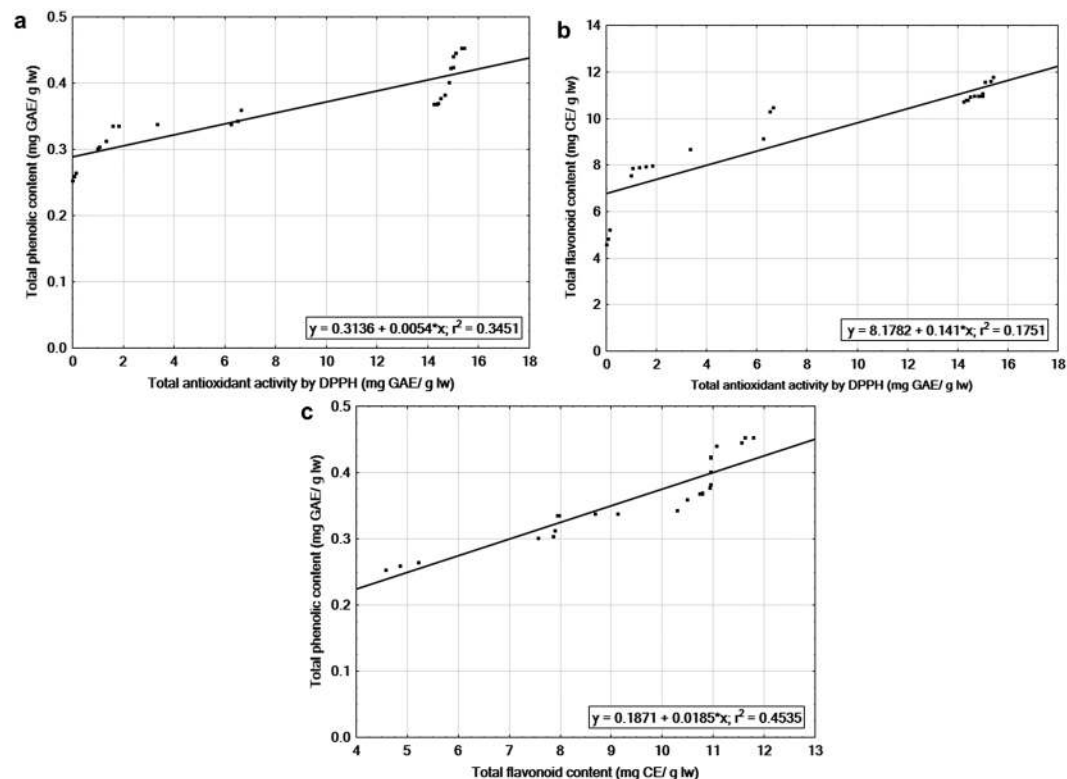 a
Total phenolic content (mg GAE/ g lw)
0.5
0.4
0.3
0.2
0.1
0.0
0 2 4 6 8 10 12 14 16 18
y = 0.3136 + 0.0054*x; r² = 0.3451
Total antioxidant activity by DPPH (mg GAE/ g lw)
b
Total flavonoid content (mg CE/ g lw)
14
12
10
8
6
4
2
0
0 2 4 6 8 10 12 14 16 18
y = 8.1782 + 0.141*x; r² = 0.1751
Total antioxidant activity by DPPH (mg GAE/ g lw)
c
Total phenolic content (mg GAE/ g lw)
0.5
0.4
0.3
0.2
0.1
0.0
4 5 6 7 8 9 10 11 12 13
y = 0.1871 + 0.0185*x; r² = 0.4535
Total flavonoid content (mg CE/ g lw)